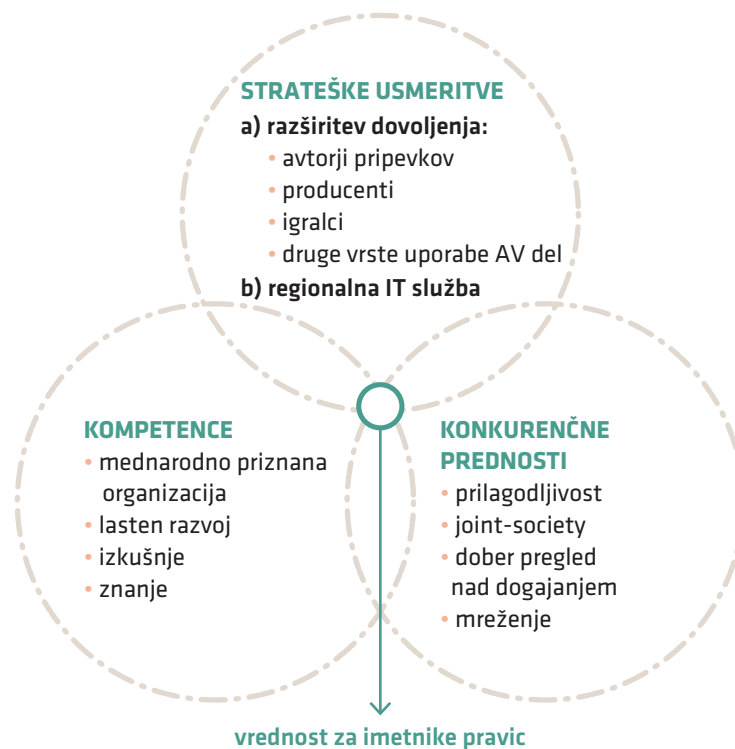 STRATEŠKE USMERITVE
a) razširitev dovoljenja:
• avtorji pripevkov
• producenti
• igralci
• druge vrste uporabe AV del
b) regionalna IT služba
KOMPETENCE
• mednarodno priznana
organizacija
• lasten razvoj
• izkušnje
• znanje
KONKURENČNE
PREDNOSTI
• prilagodljivost
• joint-society
• dober pregled
nad dogajanjem
• mreženje
vrednost za imetnike pravic